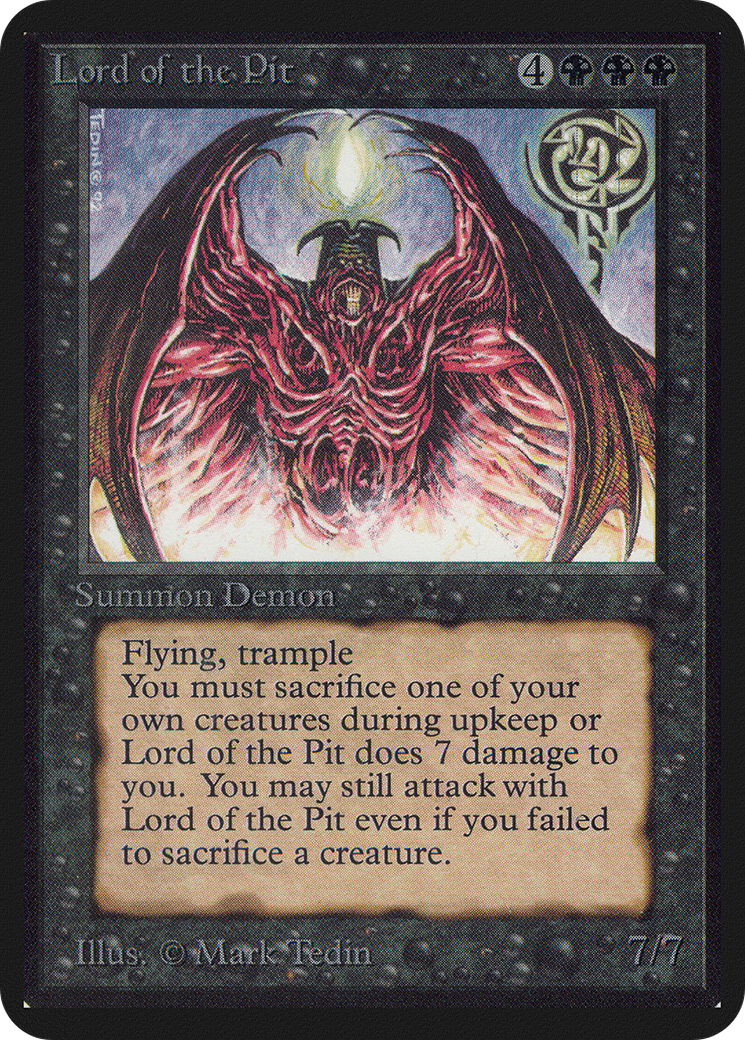 Lord of the Pit
4
TEDIN © 92
Summon Demon
Flying, trample
You must sacrifice one of your
own creatures during upkeep or
Lord of the Pit does 7 damage to
you. You may still attack with
Lord of the Pit even if you failed
to sacrifice a creature.
Illus. © Mark Tedin
7/7